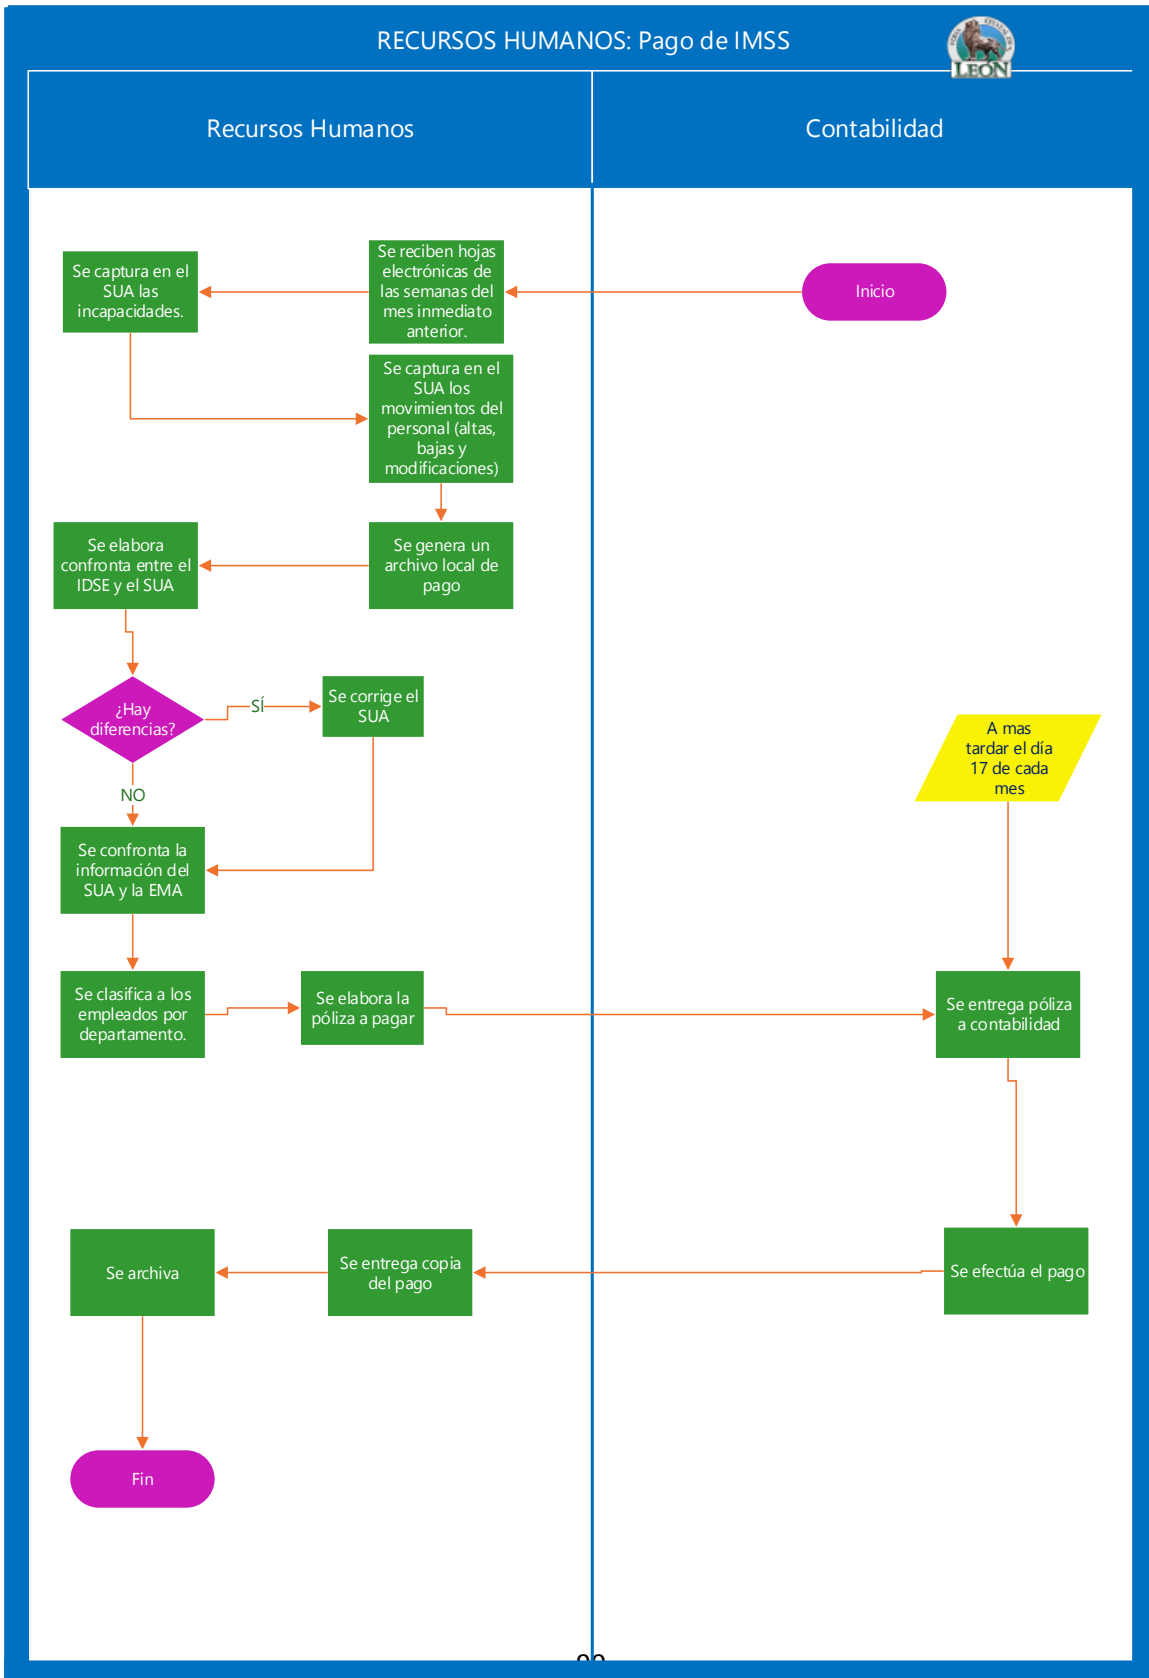 RECURSOS HUMANOS: Pago de IMSS
LEON
Recursos Humanos
Contabilidad
Se captura en el
SUA las
incapacidades.
Se reciben hojas
electrónicas de
las semanas del
mes inmediato
anterior.
Inicio
Se captura en el
SUA los
movimientos del
personal (altas,
bajas y
modificaciones)
Se elabora
confronta entre el
IDSE y el SUA
Se genera un
archivo local de
pago
¿Hay
diferencias?
SÍ
Se corrige el
SUA
NO
A mas
tardar el día
17 de cada
mes
Se confronta la
información del
SUA y la EMA
Se clasifica a los
empleados por
departamento.
Se elabora la
póliza a pagar
Se entrega póliza
a contabilidad
Se archiva
Se entrega copia
del pago
Se efectúa el pago
Fin